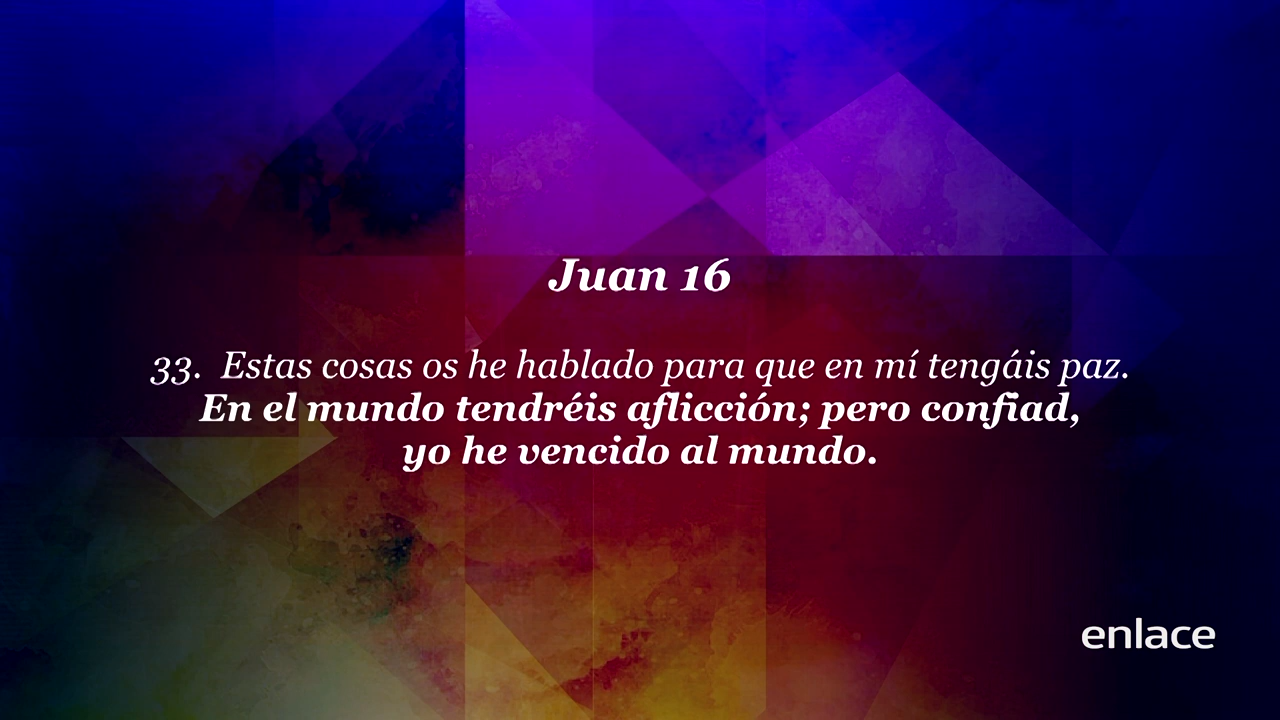 Juan 16
33. Estas cosas os he hablado para que en mí tengáis paz.
En el mundo tendréis aflicción; pero confiad,
yo he vencido al mundo.
enlace